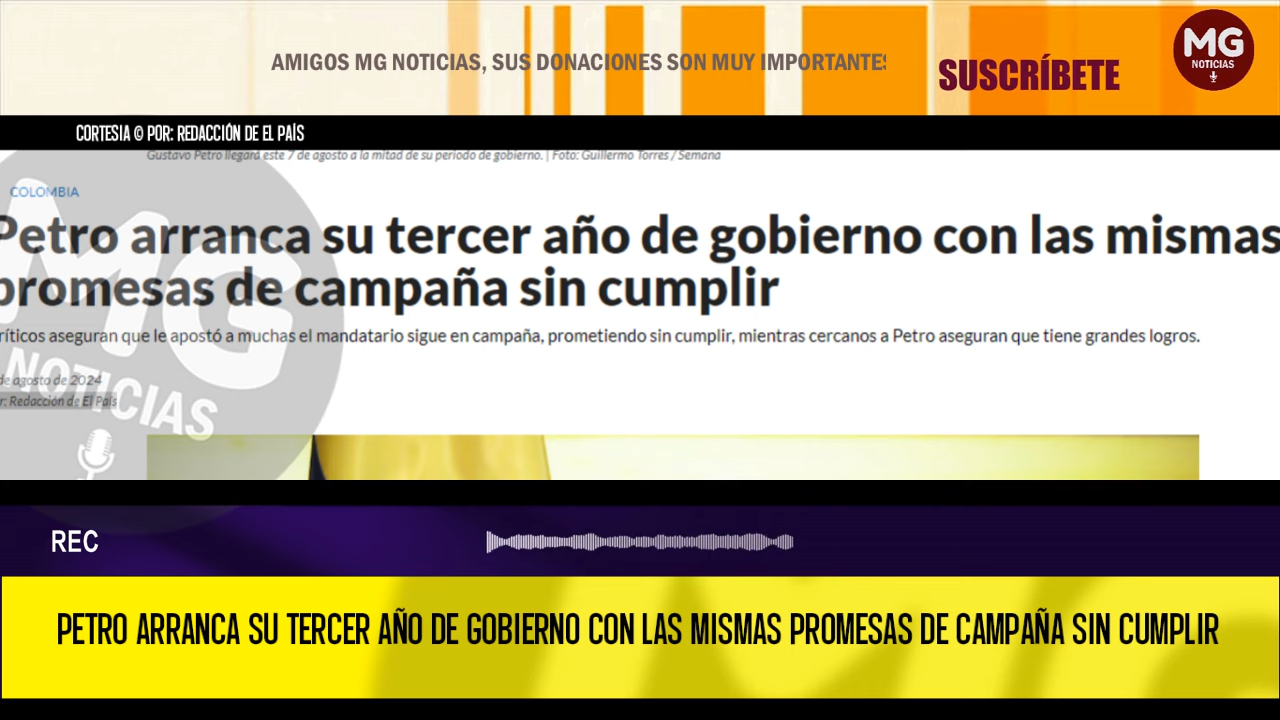 AMIGOS MG NOTICIAS, SUS DONACIONES SON MUY IMPORTANTES
SUSCRÍBETE
MG
NOTICIAS
CORTESIA © POR: REDACCIÓN DE EL PAÍS
Gustavo Petro llegará este 7 de agosto a la mitad de su periodo de gobierno. | Foto: Guillermo Torres / Semana
COLOMBIA
Petro arranca su tercer año de gobierno con las mismas
promesas de campaña sin cumplir
ríticos aseguran que le apostó a muchas el mandatario sigue en campaña, prometiendo sin cumplir, mientras cercanos a Petro aseguran que tiene grandes logros.
de agosto de 2024
r: Redacción de El País
MG
NOTICIAS
REC
PETRO ARRANCA SU TERCER AÑO DE GOBIERNO CON LAS MISMAS PROMESAS DE CAMPAÑA SIN CUMPLIR